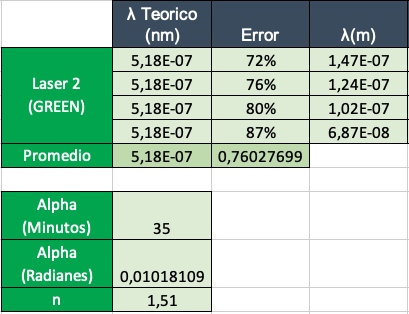 λ Teorico (nm) Error λ(m)
Laser 2 (GREEN)
5,18E-07 72% 1,47E-07
5,18E-07 76% 1,24E-07
5,18E-07 80% 1,02E-07
5,18E-07 87% 6,87E-08
Promedio 5,18E-07 0,76027699
Alpha (Minutos) 35
Alpha (Radianes) 0,01018109
n 1,51